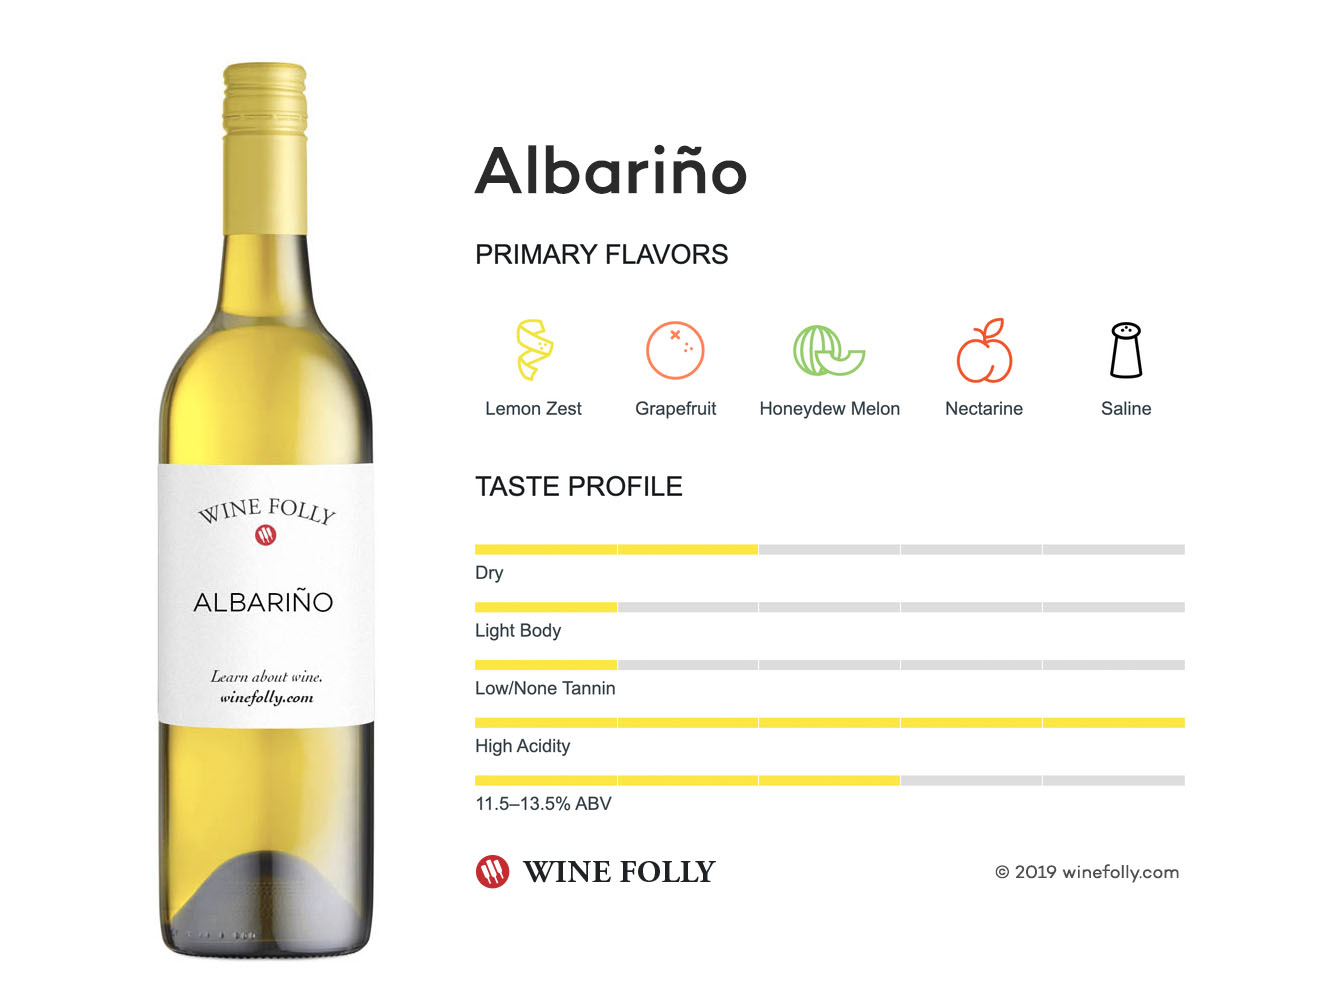 Albariño
PRIMARY FLAVORS
Lemon Zest
Grapefruit
Honeydew Melon
Nectarine
Saline
TASTE PROFILE
Dry
Light Body
Low/None Tannin
High Acidity
11.5–13.5% ABV
WINE FOLLY
© 2019 winefolly.com
WINE FOLLY
ALBARIÑO
Learn about wine.
winefolly.com